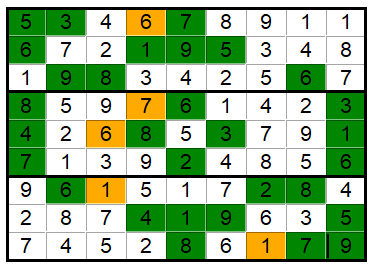 5 3 4 6 7 8 9 1 1
6 7 2 1 9 5 3 4 8
1 9 8 3 4 2 5 6 7
8 5 9 7 6 1 4 2 3
4 2 6 8 5 3 7 9 1
7 1 3 9 2 4 8 5 6
9 6 1 5 1 7 2 8 4
2 8 7 4 1 9 6 3 5
7 4 5 2 8 6 1 7 9